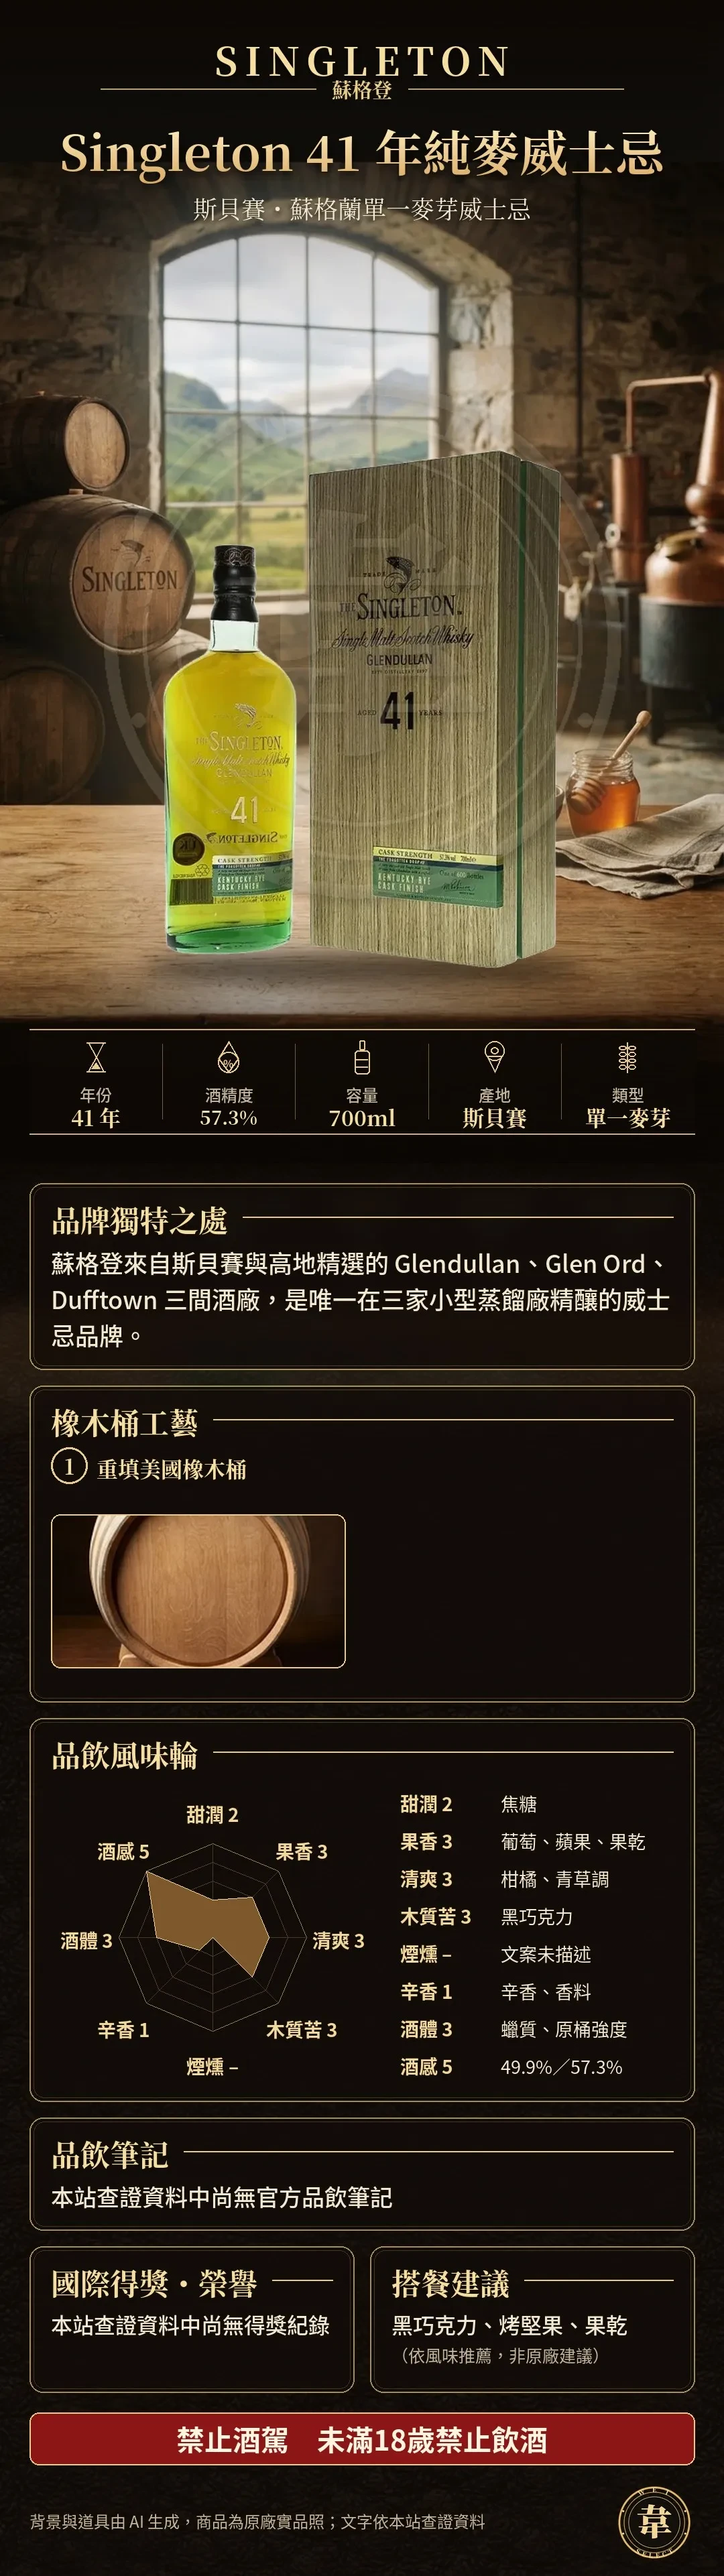 SINGLETON
蘇格登
Singleton 41 年純麥威士忌
斯貝賽・蘇格蘭單一麥芽威士忌
SINGLETON
TRADE MARK
THE SINGLETON.
Single Malt Scotch Whisky
GLENDULLAN
AGED 41 YEARS
CASK STRENGTH 57.3% vol 700ml
THE FORGOTTEN DROP
KENTUCKY RYE
CASK FINISH
THE SINGLETON.
Single Malt Scotch Whisky
GLENDULLAN
41
SINGLETON
CASK STRENGTH
THE FORGOTTEN DROP
KENTUCKY RYE
CASK FINISH
年份
41 年
酒精度
57.3%
容量
700ml
產地
斯貝賽
類型
單一麥芽
品牌獨特之處
蘇格登來自斯貝賽與高地精選的 Glendullan、Glen Ord、
Dufftown 三間酒廠，是唯一在三家小型蒸餾廠精釀的威士
忌品牌。
橡木桶工藝
1 重填美國橡木桶
品飲風味輪
甜潤 2
果香 3
清爽 3
木質苦 3
煙燻 –
辛香 1
酒體 3
酒感 5
甜潤 2 焦糖
果香 3 葡萄、蘋果、果乾
清爽 3 柑橘、青草調
木質苦 3 黑巧克力
煙燻 – 文案未描述
辛香 1 辛香、香料
酒體 3 蠟質、原桶強度
酒感 5 49.9%／57.3%
品飲筆記
本站查證資料中尚無官方品飲筆記
國際得獎・榮譽
本站查證資料中尚無得獎紀錄
搭餐建議
黑巧克力、烤堅果、果乾
（依風味推薦，非原廠建議）
禁止酒駕　未滿18歲禁止飲酒
背景與道具由 AI 生成，商品為原廠實品照；文字依本站查證資料
韋